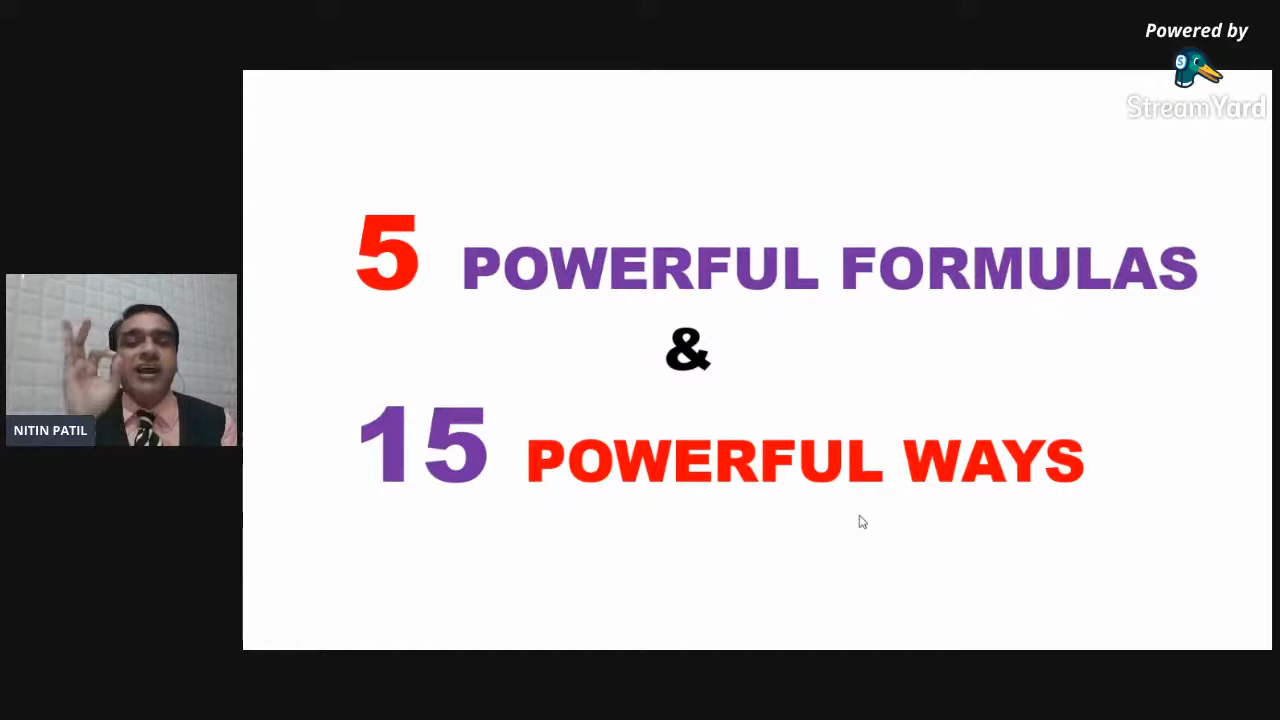 Powered by
StreamYard
5 POWERFUL FORMULAS
&
15 POWERFUL WAYS
NITIN PATIL